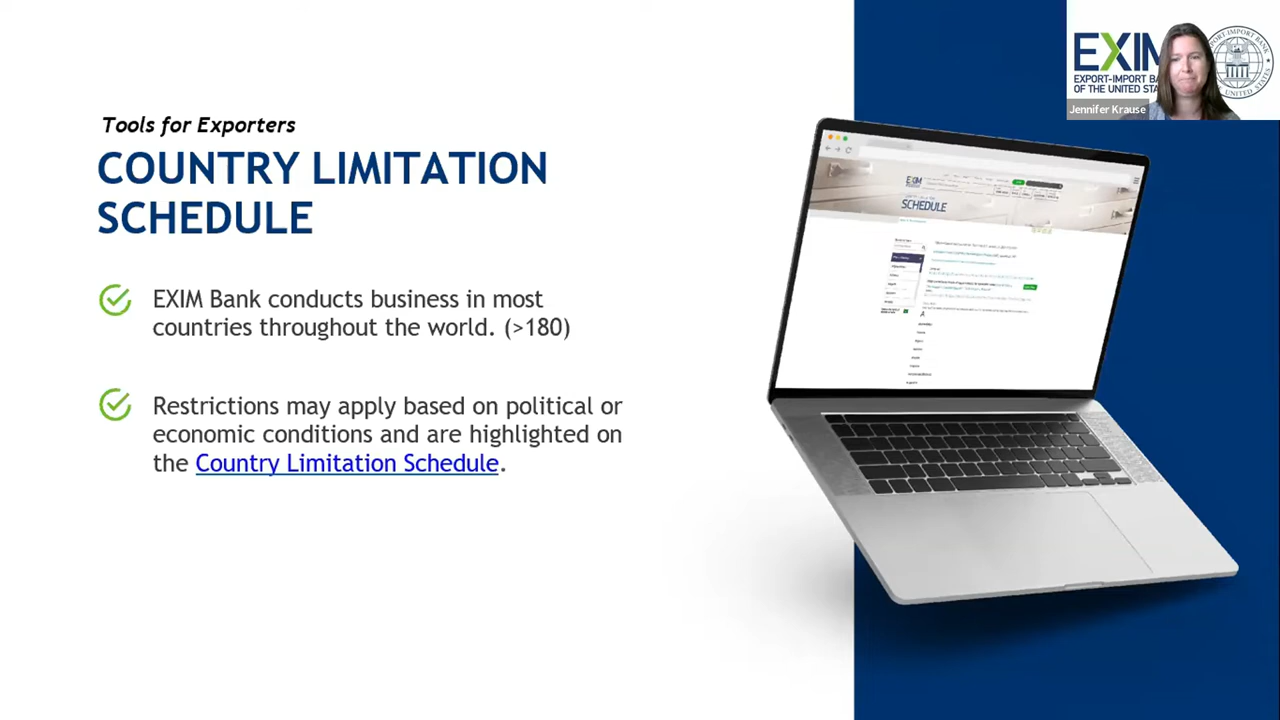 Tools for Exporters
COUNTRY LIMITATION
SCHEDULE
EXIM Bank conducts business in most
countries throughout the world. (>180)
Restrictions may apply based on political or
economic conditions and are highlighted on
the Country Limitation Schedule.
EXIM
EXPORT-IMPORT BA
OF THE UNITED STA
Jennifer Krause
EXIM
SCHEDULE